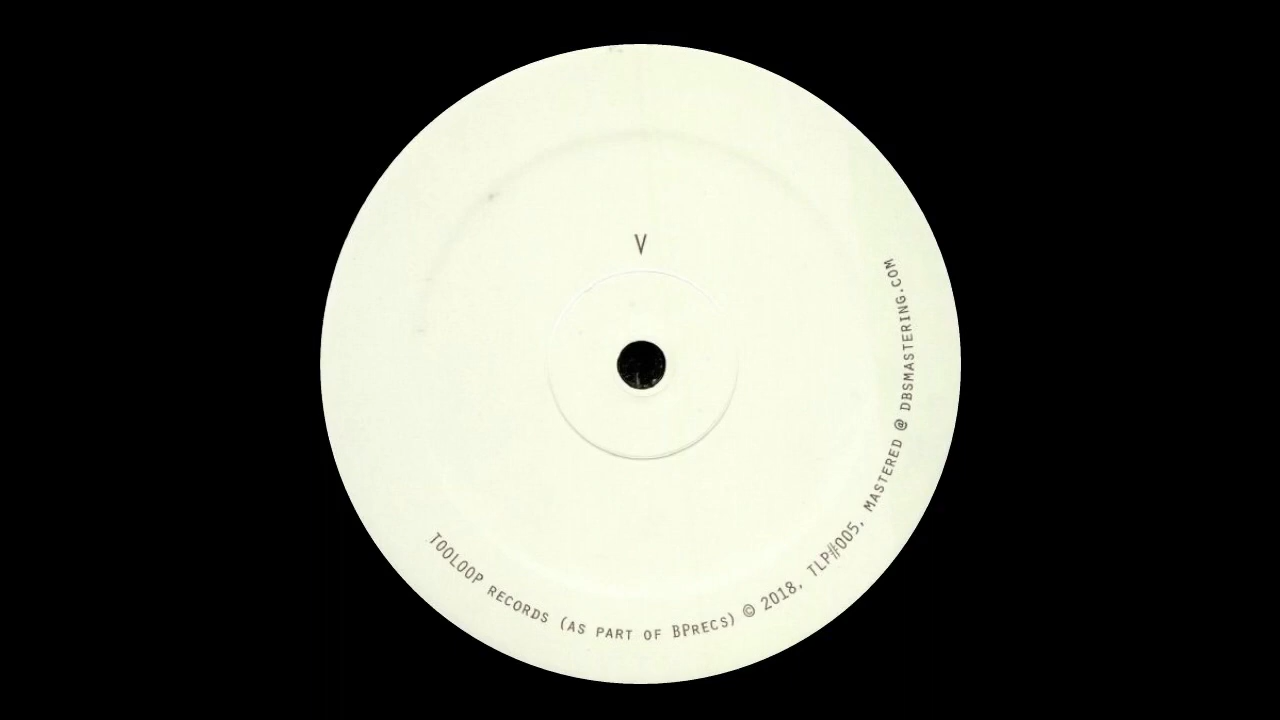 V
TOOLOOP RECORDS (AS PART OF BPRECS) © 2018, TLP#005, MASTERED @ DBSMASTERING.COM